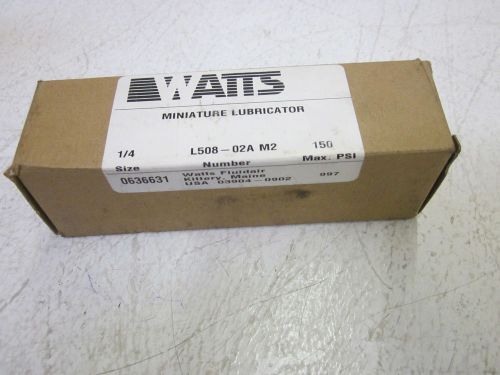 WATTS
MINIATURE LUBRICATOR
1/4 L508-02A M2 150
Size Number Max. PSI
0636631 Watts Fluidair 997
Kittery, Maine
USA 03904-0902